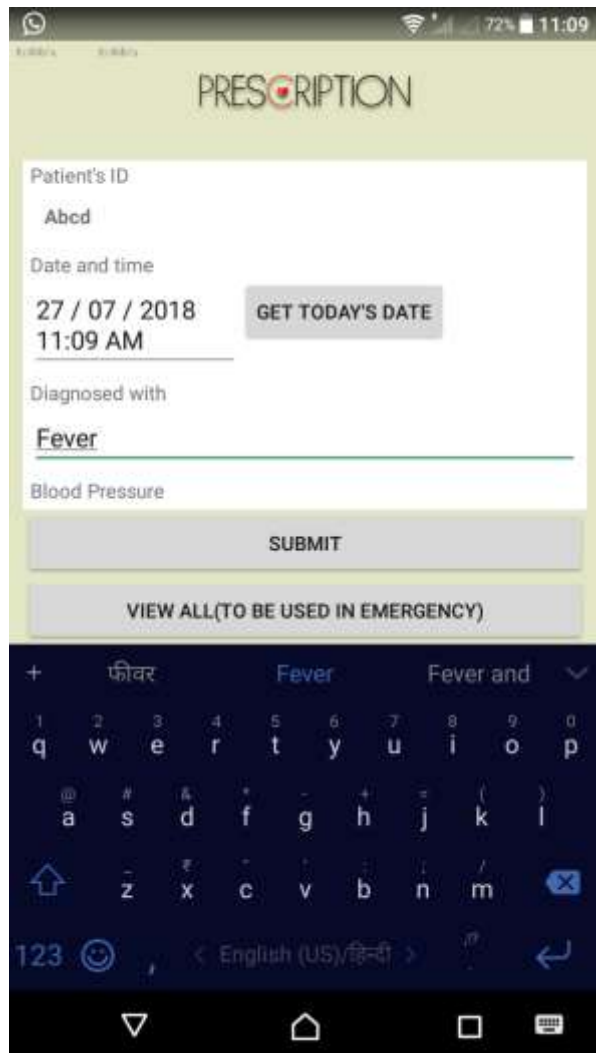 72% 11:09
PRESCRIPTION
Patient's ID
Abcd
Date and time
27 / 07 / 2018
11:09 AM
GET TODAY'S DATE
Diagnosed with
Fever
Blood Pressure
SUBMIT
VIEW ALL(TO BE USED IN EMERGENCY)
+ फीवर Fever Fever and
1 2 3 4 5 6 7 8 9 0
q w e r t y u i o p
@ # & * - + = ( )
a s d f g h j k l
z x c v b n m
123 , < English (US)/हिन्दी >